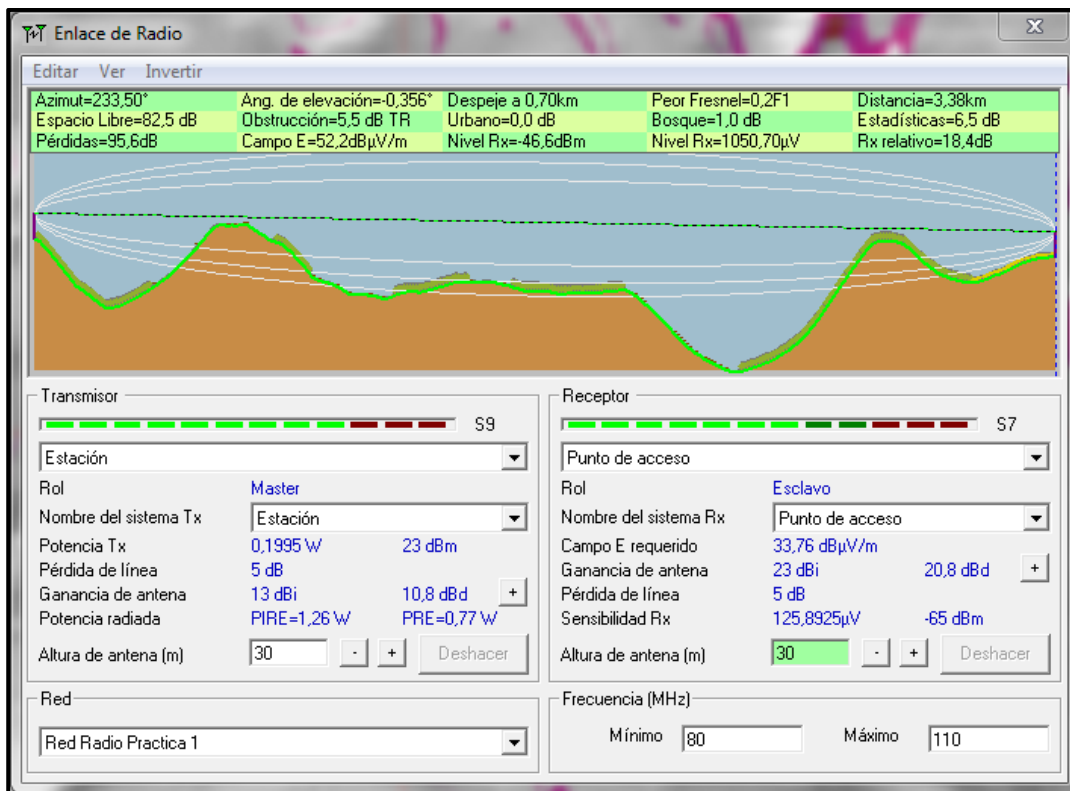 Enlace de Radio
Editar Ver Invertir
Azimut=233,50° Ang. de elevación=-0,356° Despeje a 0,70km Peor Fresnel=0,2F1 Distancia=3,38km
Espacio Libre=82,5 dB Obstrucción=5,5 dB TR Urbano=0,0 dB Bosque=1,0 dB Estadísticas=6,5 dB
Pérdidas=95,6dB Campo E=52,2dBµV/m Nivel Rx=-46,6dBm Nivel Rx=1050,70µV Rx relativo=18,4dB
Transmisor
S9
Estación
Rol Master
Nombre del sistema Tx Estación
Potencia Tx 0,1995 W 23 dBm
Pérdida de línea 5 dB
Ganancia de antena 13 dBi 10,8 dBd +
Potencia radiada PIRE=1,26 W PRE=0,77 W
Altura de antena (m) 30 - + Deshacer
Receptor
S7
Punto de acceso
Rol Esclavo
Nombre del sistema Rx Punto de acceso
Campo E requerido 33,76 dBµV/m
Ganancia de antena 23 dBi 20,8 dBd +
Pérdida de línea 5 dB
Sensibilidad Rx 125,8925µV -65 dBm
Altura de antena (m) 30 - + Deshacer
Red
Red Radio Practica 1
Frecuencia (MHz)
Mínimo 80 Máximo 110